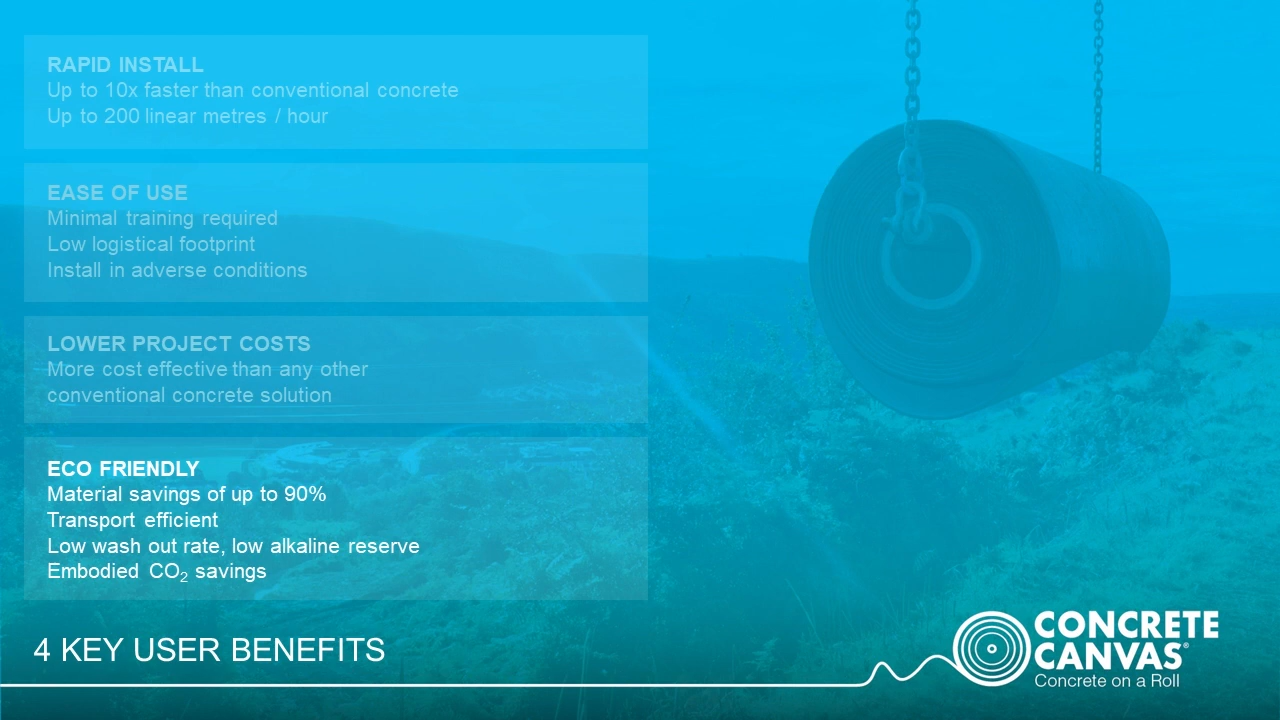 RAPID INSTALL
Up to 10x faster than conventional concrete
Up to 200 linear metres / hour
EASE OF USE
Minimal training required
Low logistical footprint
Install in adverse conditions
LOWER PROJECT COSTS
More cost effective than any other
conventional concrete solution
ECO FRIENDLY
Material savings of up to 90%
Transport efficient
Low wash out rate, low alkaline reserve
Embodied CO₂ savings
4 KEY USER BENEFITS
CONCRETE
CANVAS®
Concrete on a Roll